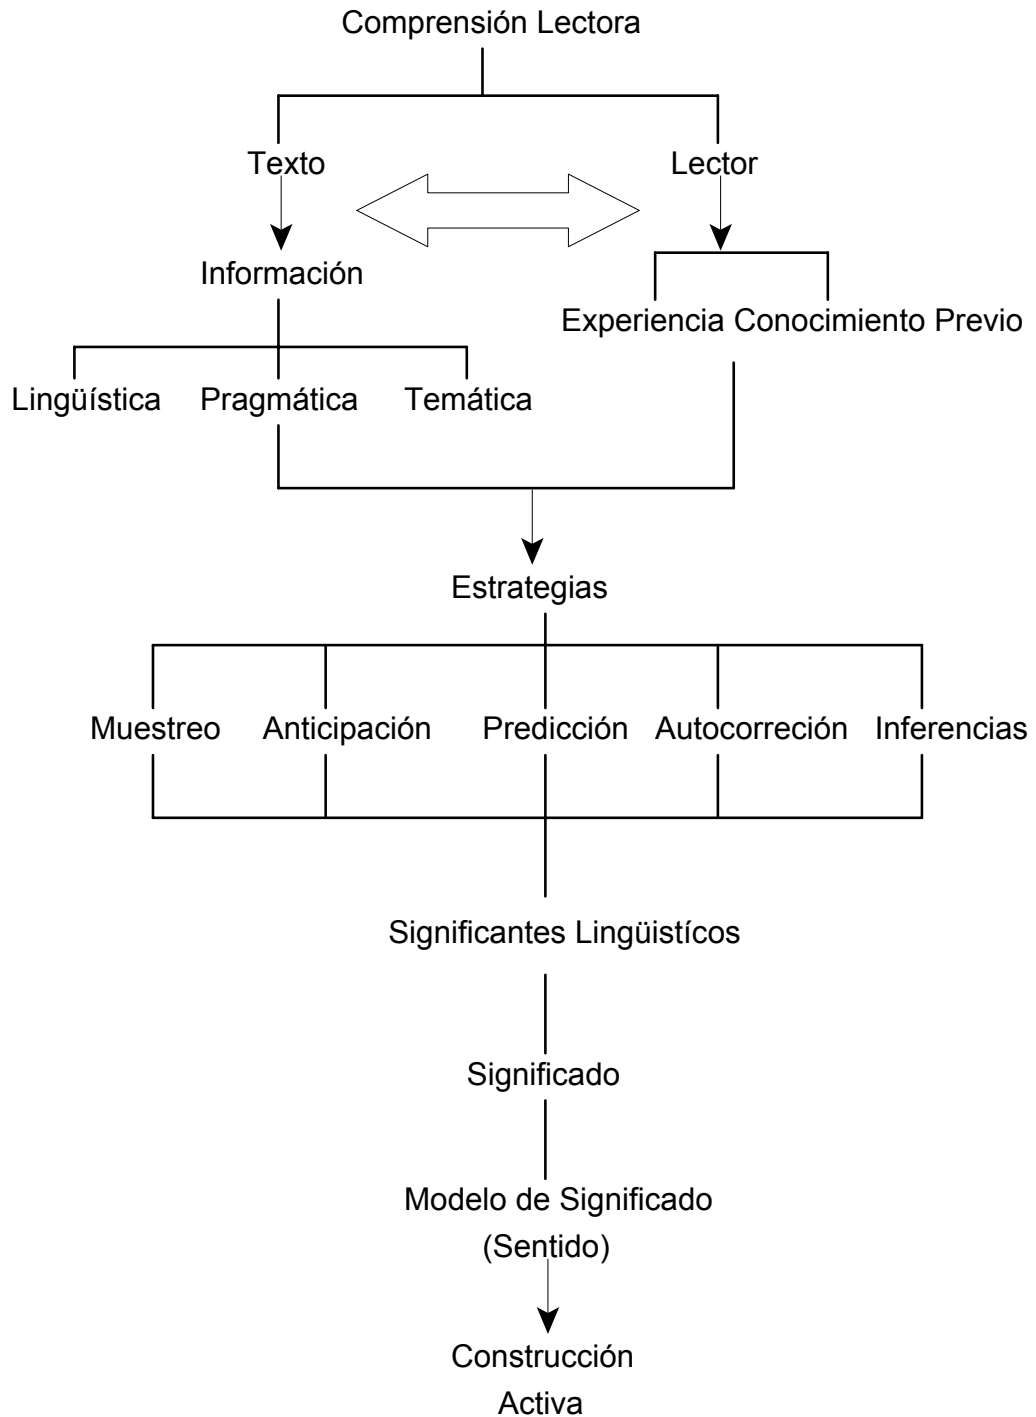 Comprensión Lectora
Texto
Lector
Información
Experiencia Conocimiento Previo
Lingüística Pragmática Temática
Estrategias
Muestreo Anticipación Predicción Autocorreción Inferencias
Significantes Lingüistícos
Significado
Modelo de Significado
(Sentido)
Construcción
Activa